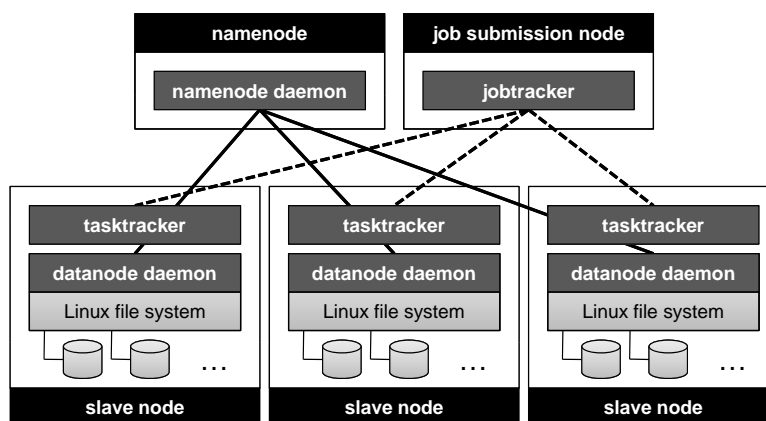 namenode
job submission node
namenode daemon
jobtracker
tasktracker
tasktracker
tasktracker
datanode daemon
datanode daemon
datanode daemon
Linux file system
Linux file system
Linux file system
...
...
...
slave node
slave node
slave node